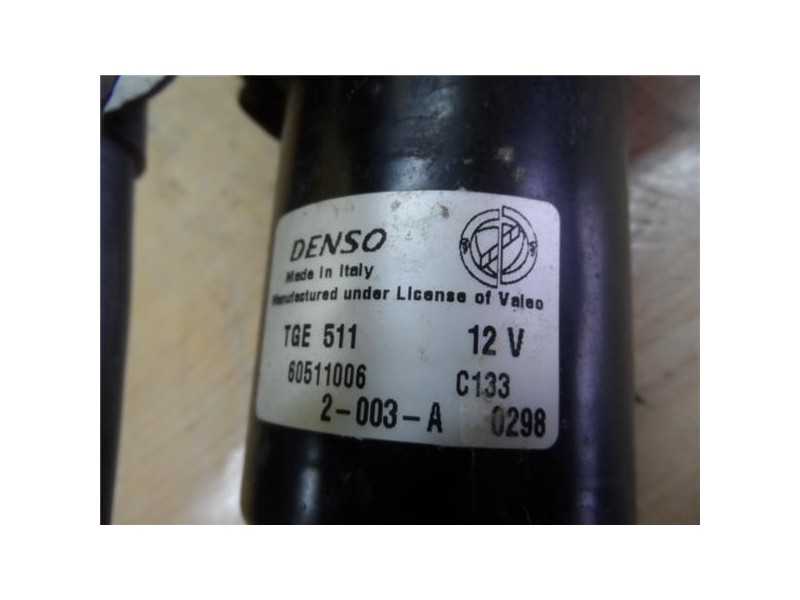 DENSO
Made in Italy
Manufactured under License of Valeo
TGE 511 12 V
60511006 C133
2-003-A 0298